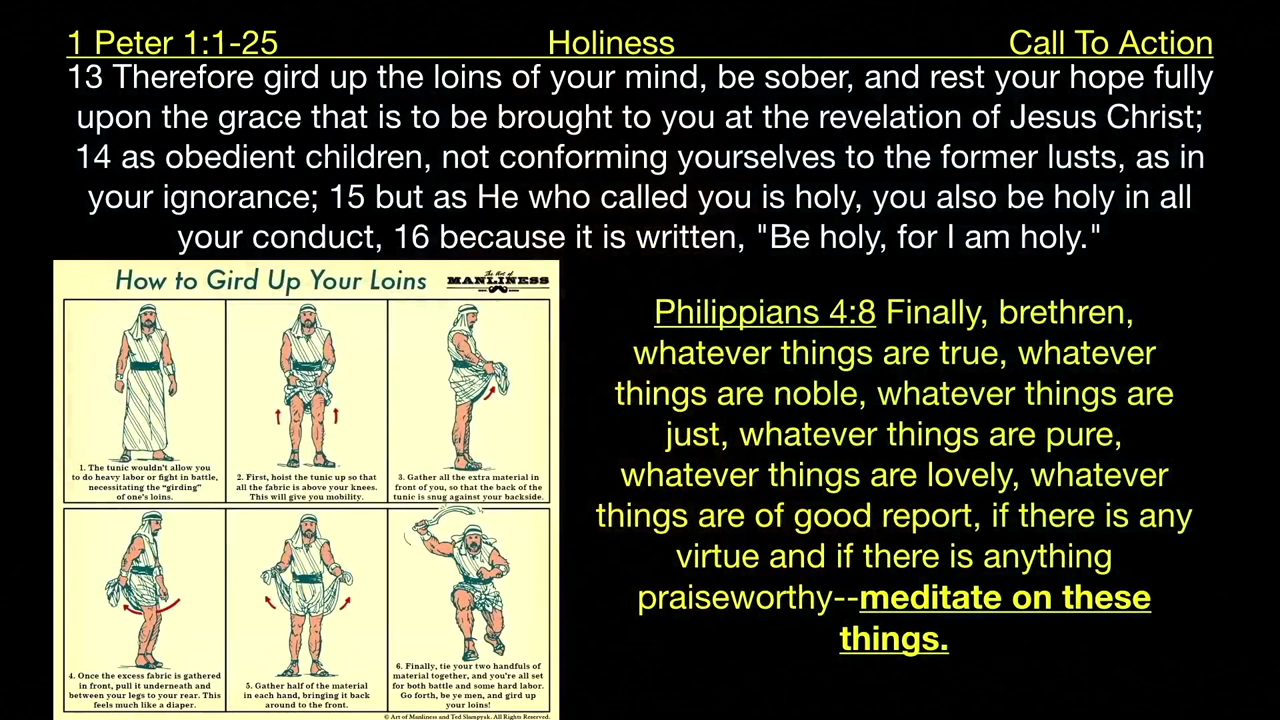 1 Peter 1:1-25 Holiness Call To Action
13 Therefore gird up the loins of your mind, be sober, and rest your hope fully
upon the grace that is to be brought to you at the revelation of Jesus Christ;
14 as obedient children, not conforming yourselves to the former lusts, as in
your ignorance; 15 but as He who called you is holy, you also be holy in all
your conduct, 16 because it is written, "Be holy, for I am holy."
How to Gird Up Your Loins
The Art of
MANLINESS
1. The tunic wouldn't allow you
to do heavy labor or fight in battle,
necessitating the "girding"
of one's loins.
2. First, hoist the tunic up so that
all the fabric is above your knees.
This will give you mobility.
3. Gather all the extra material in
front of you, so that the back of the
tunic is snug against your backside.
4. Once the excess fabric is gathered
in front, pull it underneath and
between your legs to your rear. This
feels much like a diaper.
5. Gather half of the material
in each hand, bringing it back
around to the front.
6. Finally, tie your two handfuls of
material together, and you're all set
for both battle and some hard labor.
Go forth, be ye men, and gird up
your loins!
© Art of Manliness and Ted Slampyak. All Rights Reserved.
Philippians 4:8 Finally, brethren,
whatever things are true, whatever
things are noble, whatever things are
just, whatever things are pure,
whatever things are lovely, whatever
things are of good report, if there is any
virtue and if there is anything
praiseworthy--meditate on these
things.